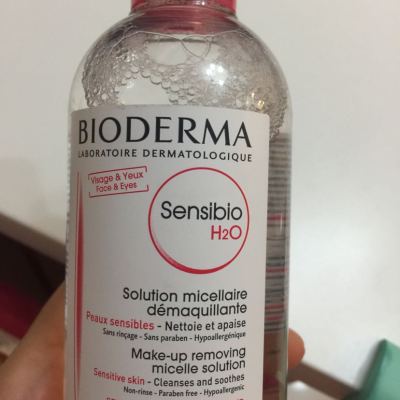 BIODERMA
LABORATOIRE DERMATOLOGIQUE
Visage & Yeux
Face & Eyes
Sensibio
H2O
Solution micellaire
démaquillante
Peaux sensibles - Nettoie et apaise
Sans rinçage - Sans paraben - Hypoallergénique
Make-up removing
micelle solution
Sensitive skin - Cleanses and soothes
Non-rinse - Paraben free - Hypoallergenic